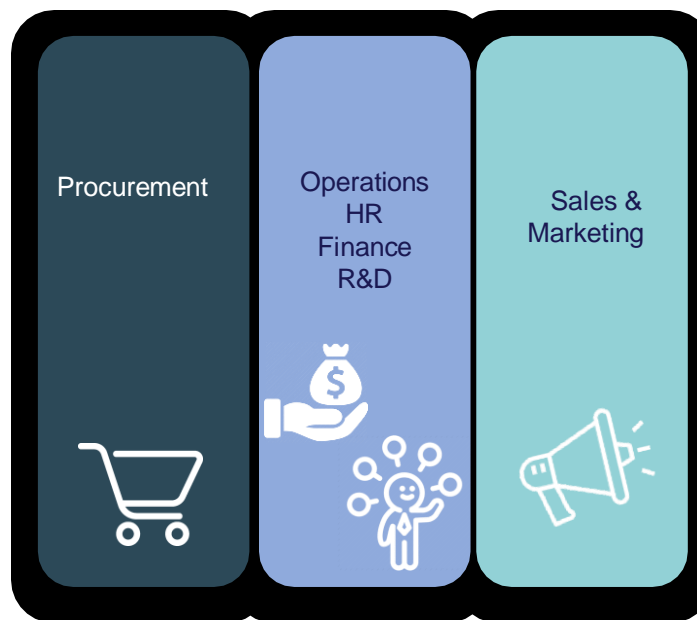 Procurement
Operations
HR
Finance
R&D
Sales &
Marketing
$